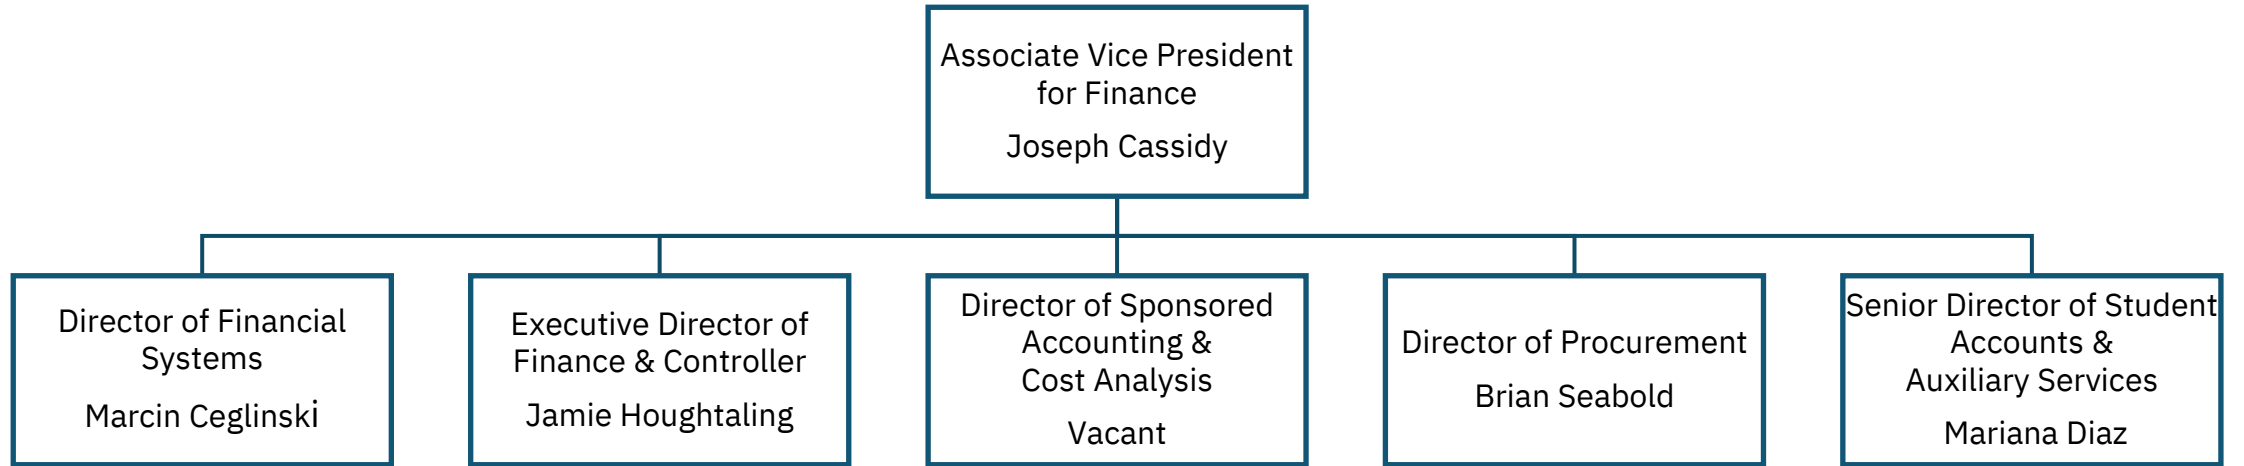 Associate Vice President
for Finance
Joseph Cassidy
Director of Financial
Systems
Marcin Ceglinski
Executive Director of
Finance & Controller
Jamie Houghtaling
Director of Sponsored
Accounting &
Cost Analysis
Vacant
Director of Procurement
Brian Seabold
Senior Director of Student
Accounts &
Auxiliary Services
Mariana Diaz